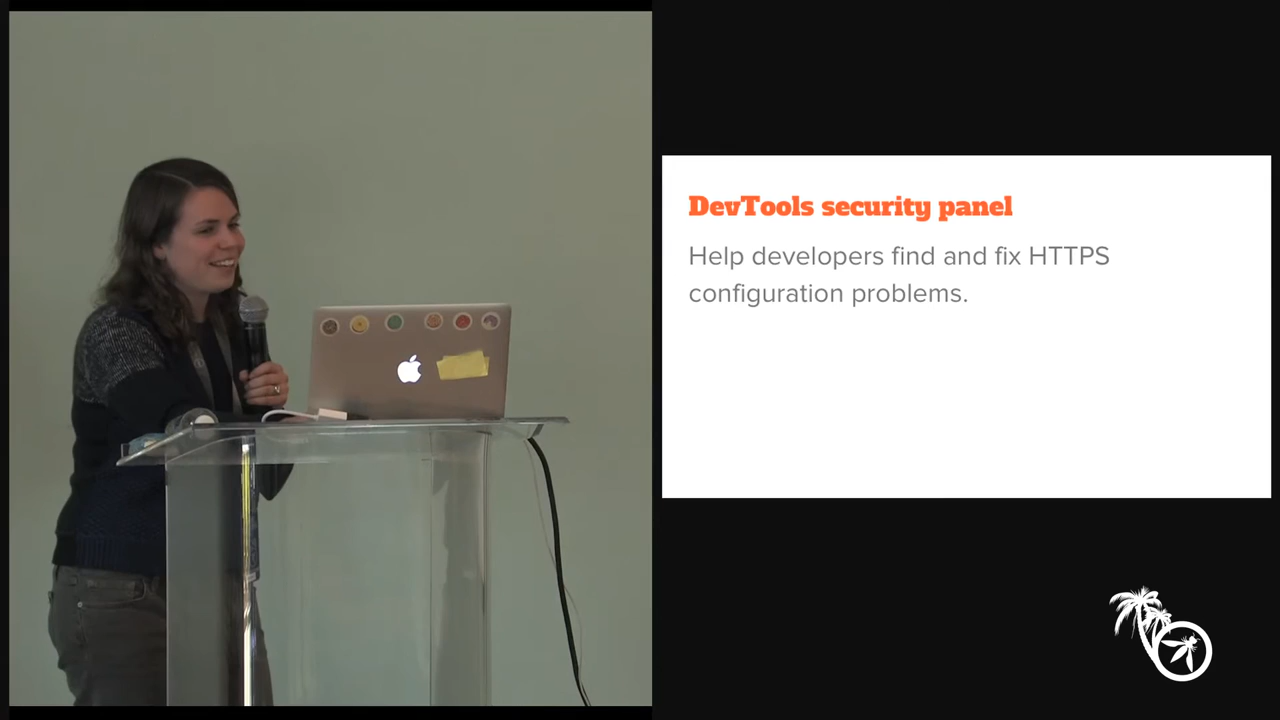 DevTools security panel
Help developers find and fix HTTPS
configuration problems.